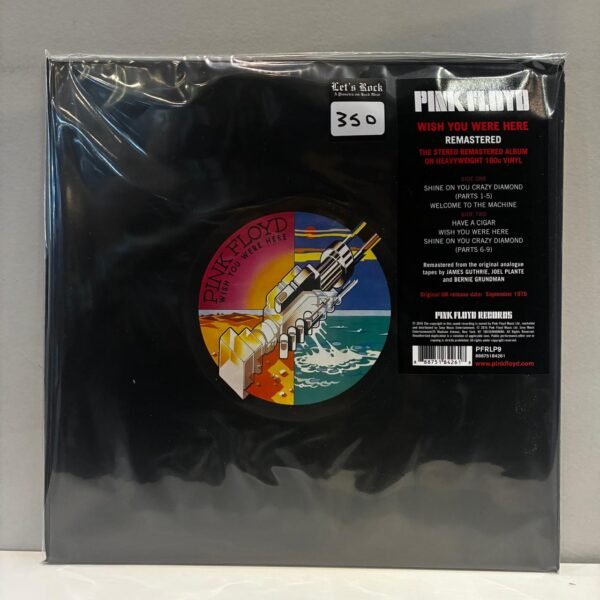 Let's Rock
350
PINK FLOYD
WISH YOU WERE HERE
PINK FLOYD
WISH YOU WERE HERE
REMASTERED
THE STEREO REMASTERED ALBUM
ON HEAVYWEIGHT 180G VINYL
SIDE ONE
SHINE ON YOU CRAZY DIAMOND
(PARTS 1-5)
WELCOME TO THE MACHINE
SIDE TWO
HAVE A CIGAR
WISH YOU WERE HERE
SHINE ON YOU CRAZY DIAMOND
(PARTS 6-9)
Remastered from the original analogue
tapes by JAMES GUTHRIE, JOEL PLANTE
and BERNIE GRUNDMAN
Original UK release date: September 1975
PINK FLOYD RECORDS
PFRLP9
88875184261
www.pinkfloyd.com
8 88751 84261